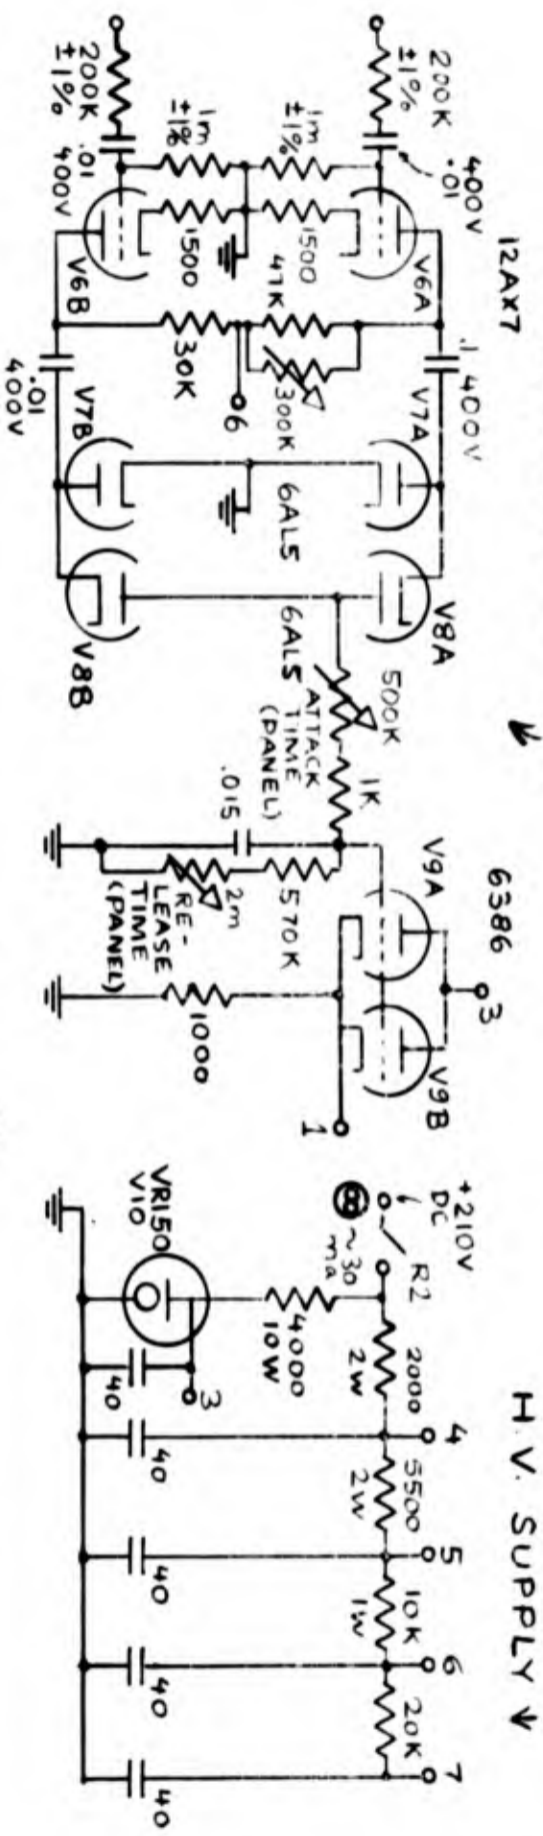 12AX7
200K
±1%
400V
.01
1m
±1%
1500
47K
V6A
.1 400V
V7A
300K
6
6AL5
V8A
200K
±1%
.01
400V
1m
±1%
1500
V6B
30K
.01
400V
V7B
6AL5
V8B
500K
ATTACK
TIME
(PANEL)
1K
.015
570K
2m
RE-
LEASE
TIME
(PANEL)
1000
6386
V9A
V9B
3
1
H.V. SUPPLY
+210V
DC
R2
~30
ma
4000
10W
VR150
V10
3
40
2000
2W
4
40
5500
2W
5
40
10K
1W
6
40
20K
7
40